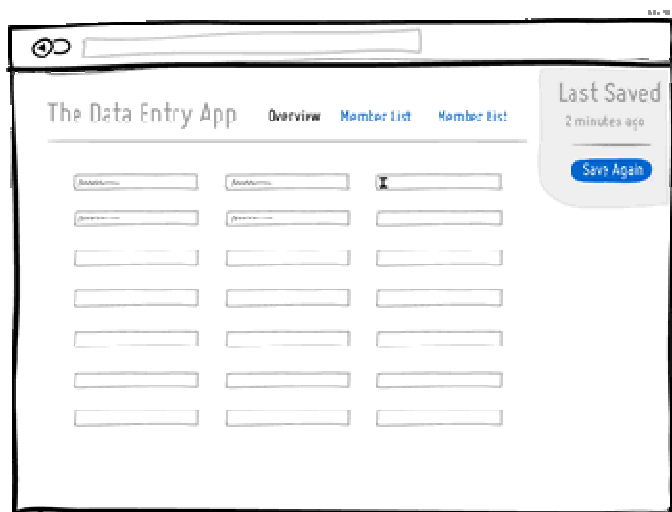 The Data Entry App
Overview
Member List
Member List
Last Saved
2 minutes ago
Save Again